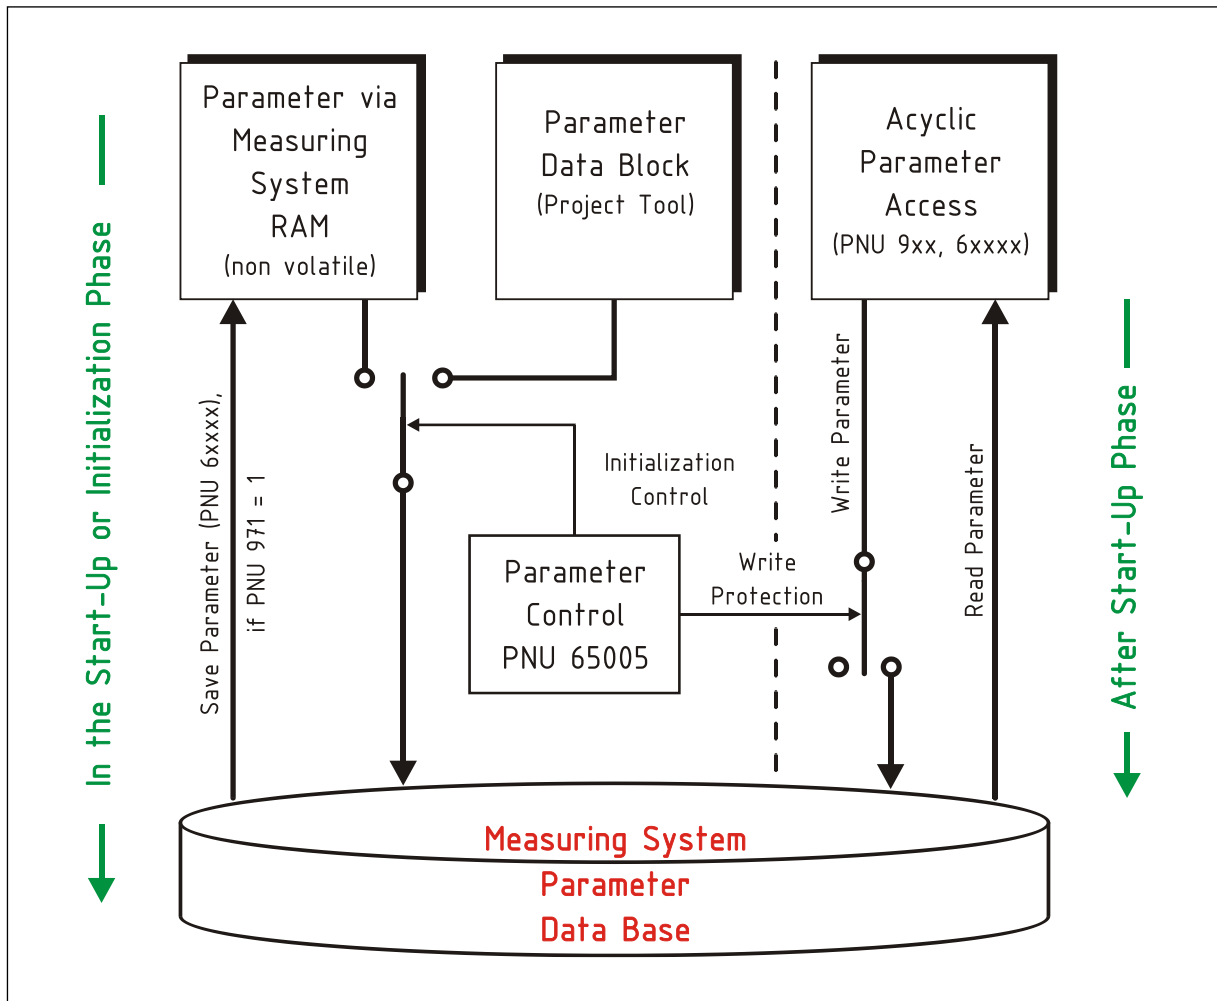 Parameter via
Measuring
System
RAM
(non volatile)
Parameter
Data Block
(Project Tool)
Acyclic
Parameter
Access
(PNU 9xx, 6xxxx)
In the Start-Up or Initialization Phase
Save Parameter (PNU 6xxxx),
if PNU 971 = 1
Initialization
Control
Parameter
Control
PNU 65005
Write
Protection
Write Parameter
Read Parameter
After Start-Up Phase
Measuring System
Parameter
Data Base